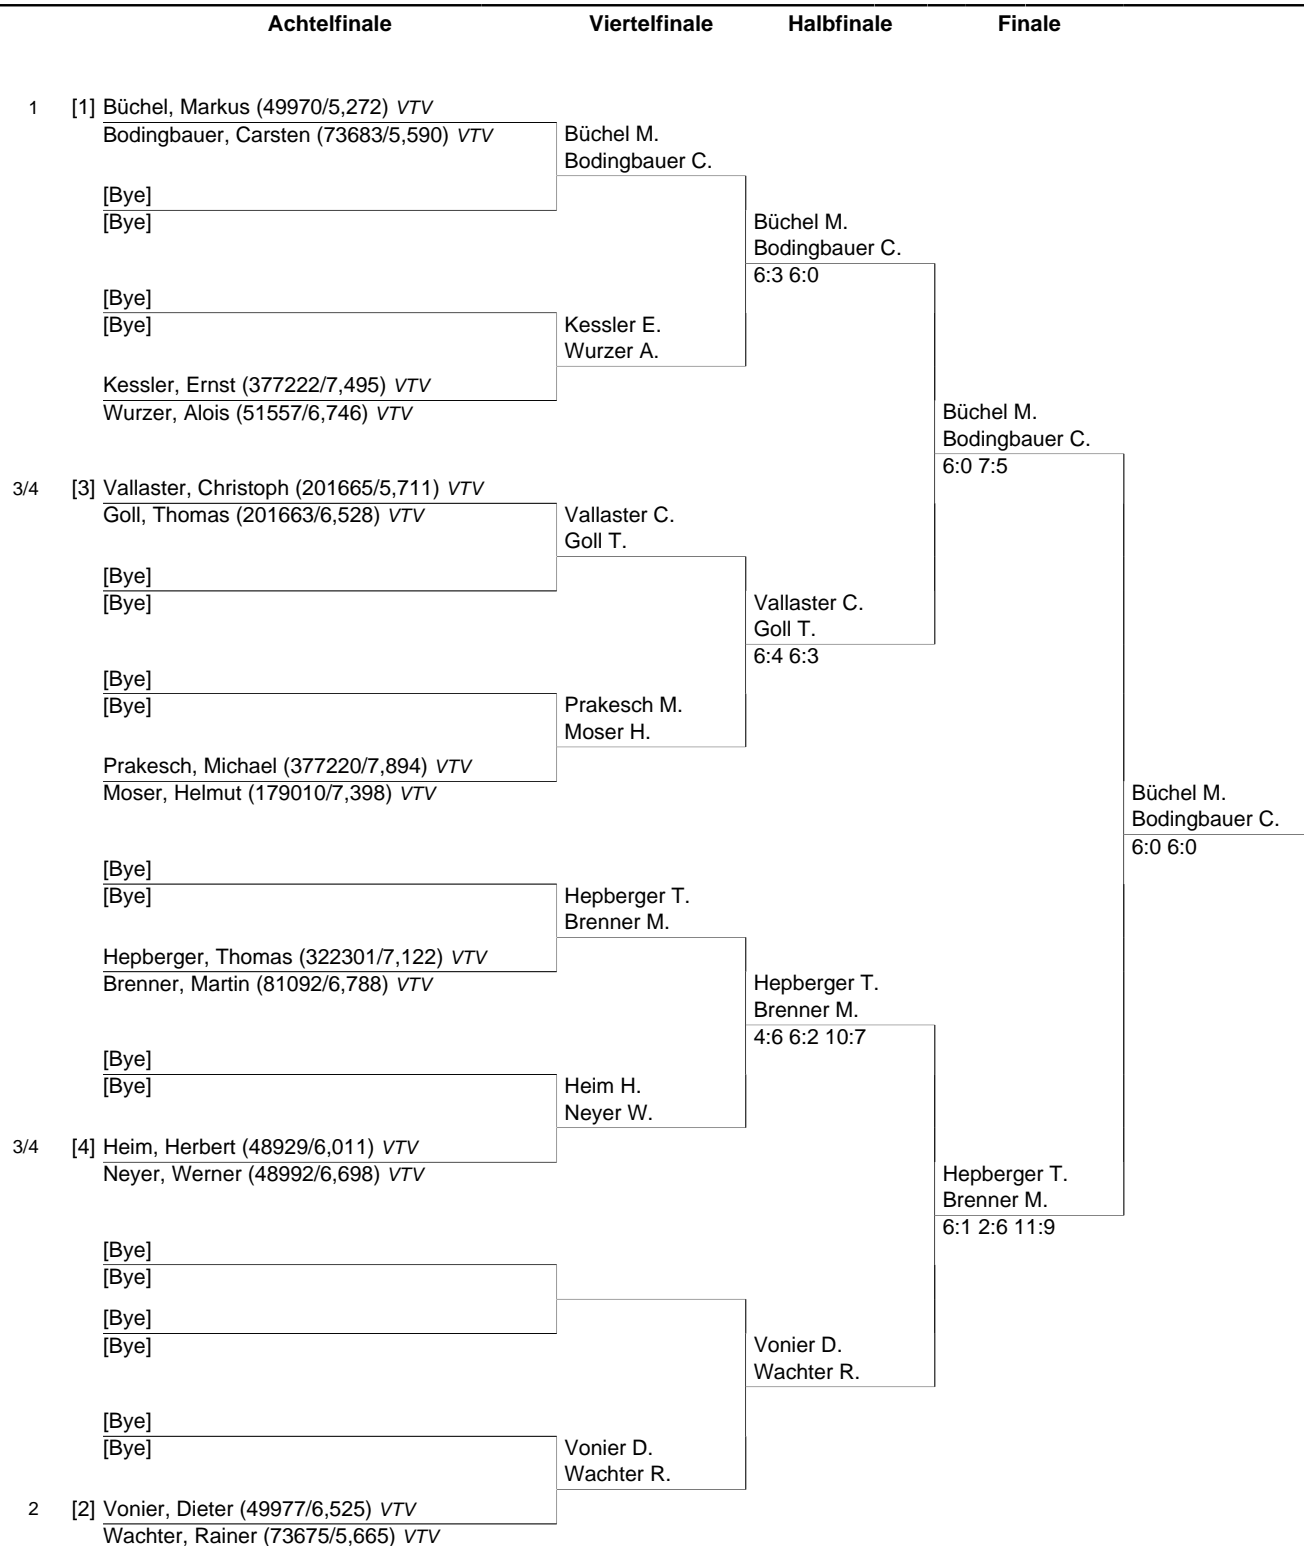 Achtelfinale Viertelfinale Halbfinale Finale
1 [1] Büchel, Markus (49970/5,272) VTV
Bodingbauer, Carsten (73683/5,590) VTV Büchel M.
Bodingbauer C.
[Bye]
[Bye] Büchel M.
Bodingbauer C.
6:3 6:0
[Bye]
[Bye] Kessler E.
Wurzer A.
Kessler, Ernst (377222/7,495) VTV
Wurzer, Alois (51557/6,746) VTV Büchel M.
Bodingbauer C.
6:0 7:5
3/4 [3] Vallaster, Christoph (201665/5,711) VTV
Goll, Thomas (201663/6,528) VTV Vallaster C.
Goll T.
[Bye]
[Bye] Vallaster C.
Goll T.
6:4 6:3
[Bye]
[Bye] Prakesch M.
Moser H.
Prakesch, Michael (377220/7,894) VTV
Moser, Helmut (179010/7,398) VTV Büchel M.
Bodingbauer C.
6:0 6:0
[Bye]
[Bye] Hepberger T.
Brenner M.
Hepberger, Thomas (322301/7,122) VTV
Brenner, Martin (81092/6,788) VTV Hepberger T.
Brenner M.
4:6 6:2 10:7
[Bye]
[Bye] Heim H.
Neyer W.
3/4 [4] Heim, Herbert (48929/6,011) VTV
Neyer, Werner (48992/6,698) VTV Hepberger T.
Brenner M.
6:1 2:6 11:9
[Bye]
[Bye]
[Bye]
[Bye] Vonier D.
Wachter R.
[Bye]
[Bye] Vonier D.
Wachter R.
2 [2] Vonier, Dieter (49977/6,525) VTV
Wachter, Rainer (73675/5,665) VTV